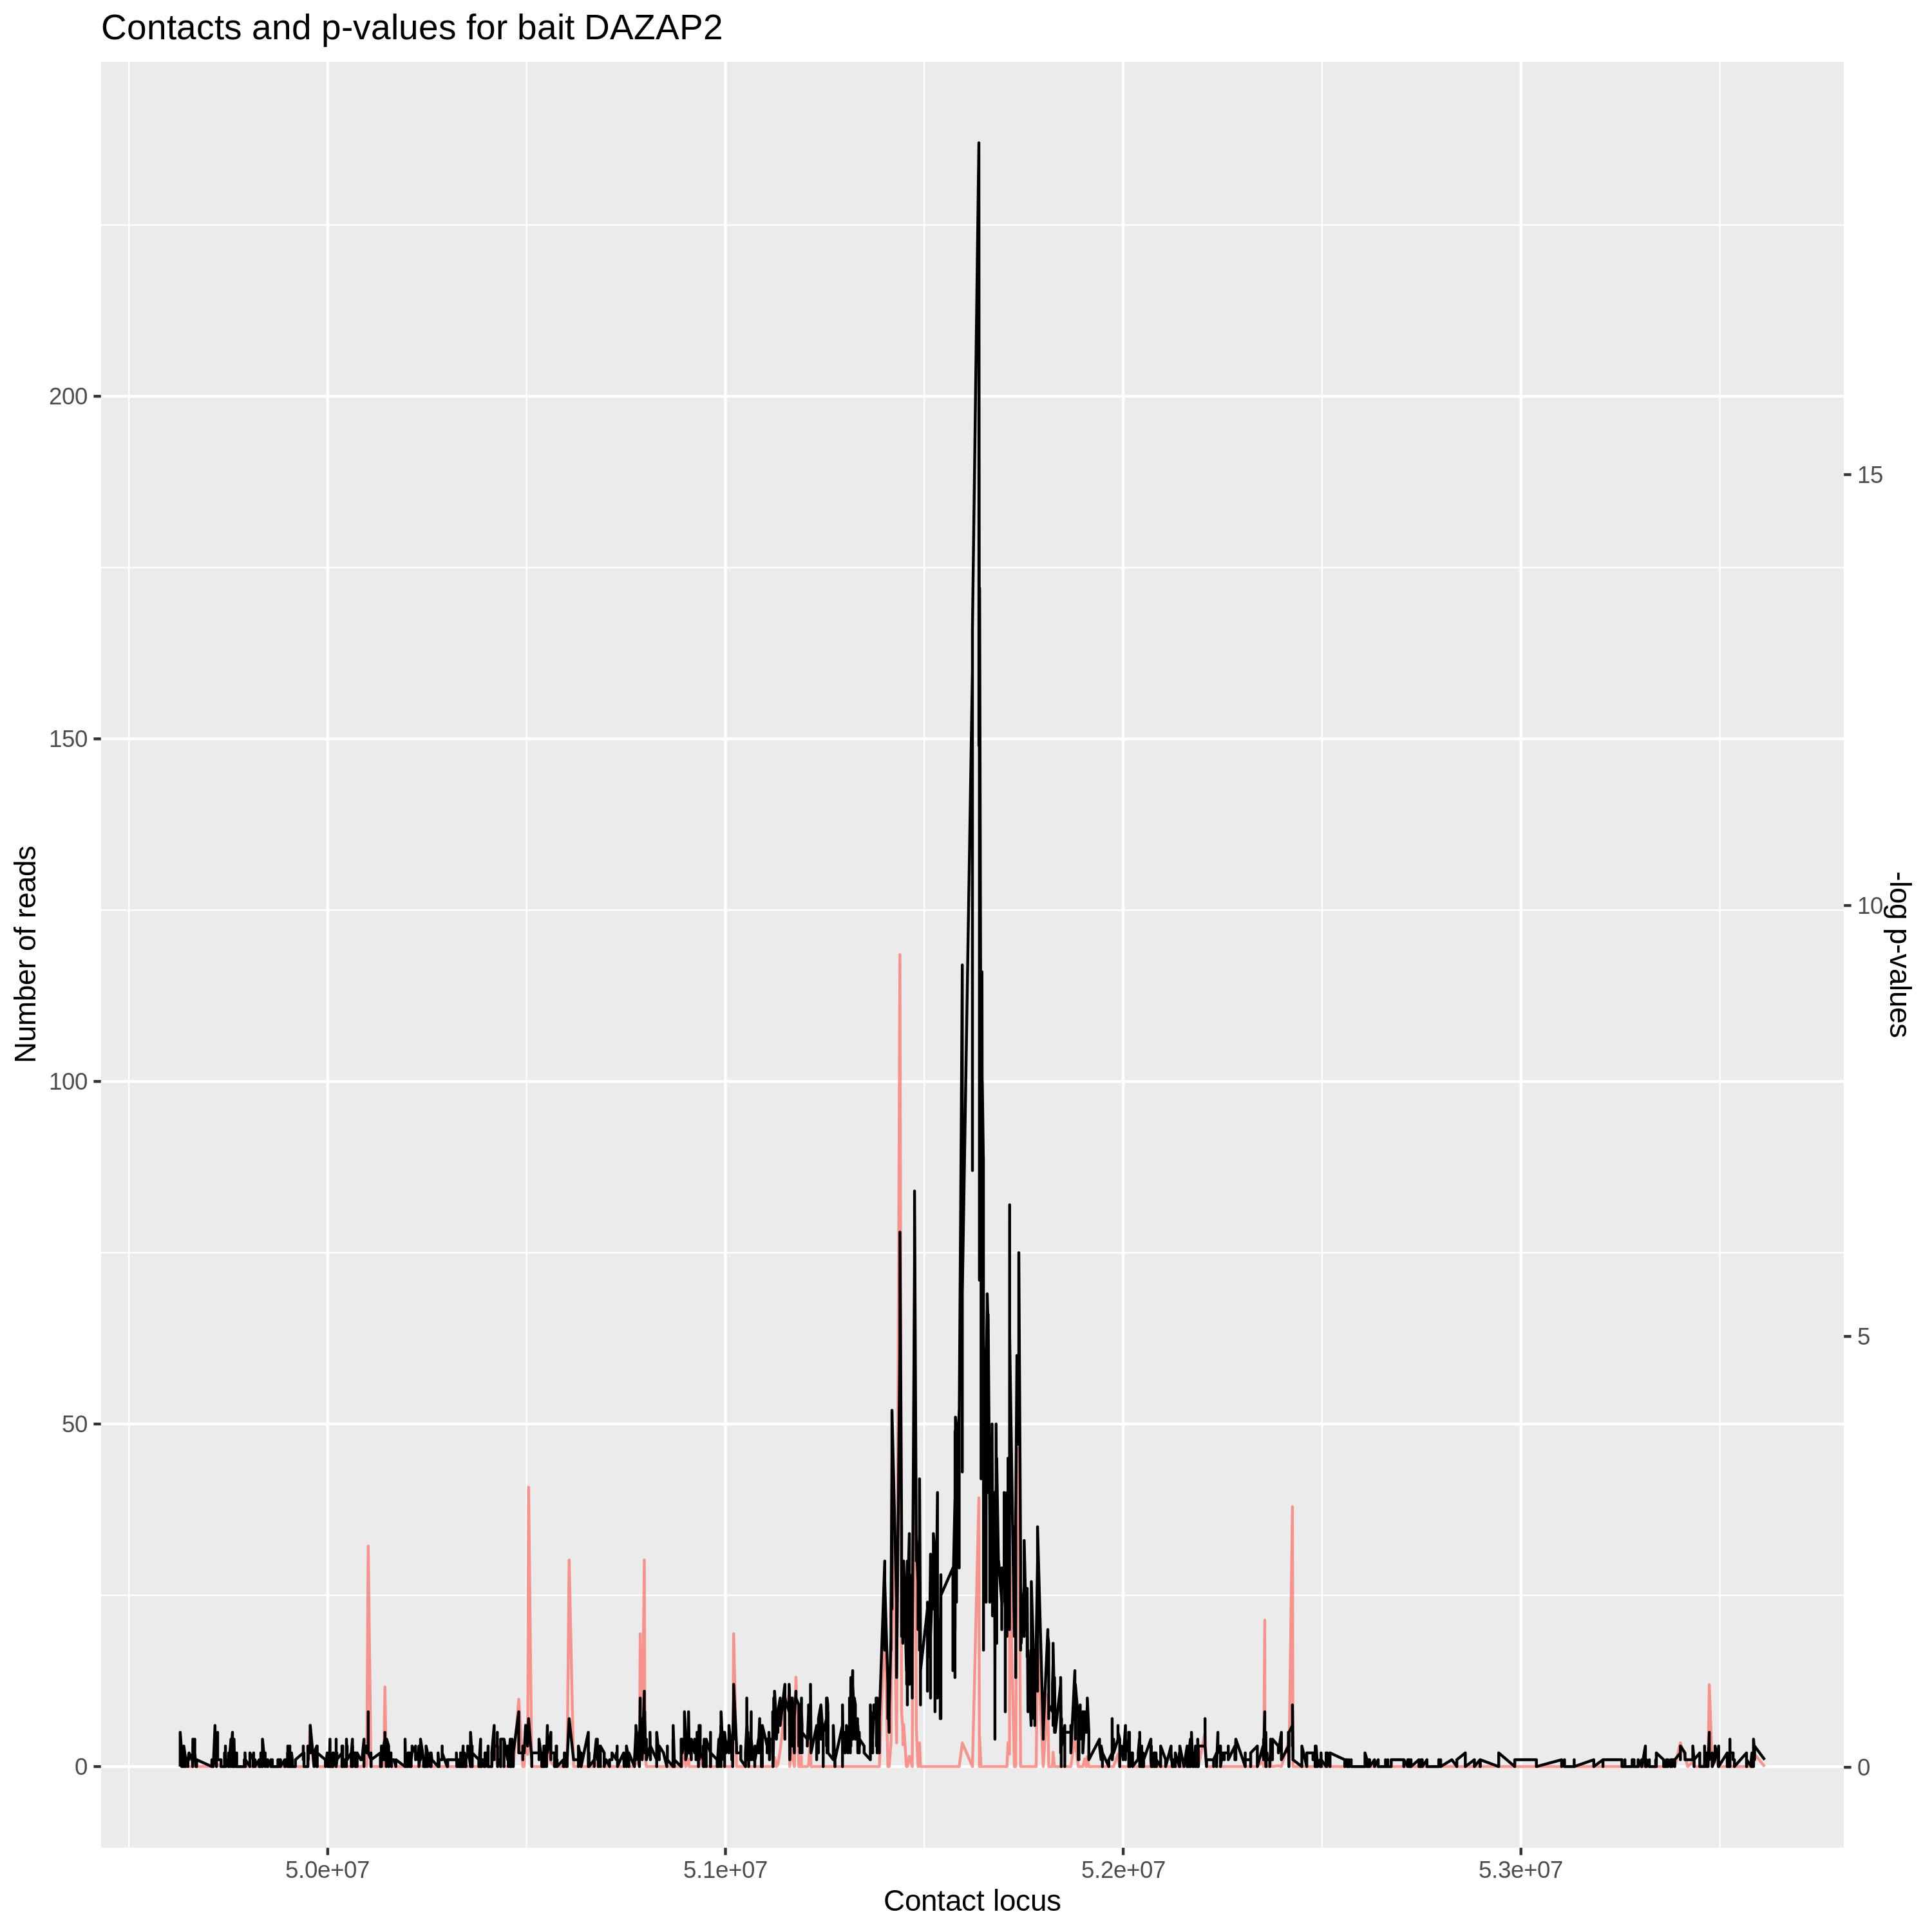 Contacts and p-values for bait DAZAP2
Number of reads
200
150
100
50
0
15
10
5
0
-log p-values
5.0e+07 5.1e+07 5.2e+07 5.3e+07
Contact locus